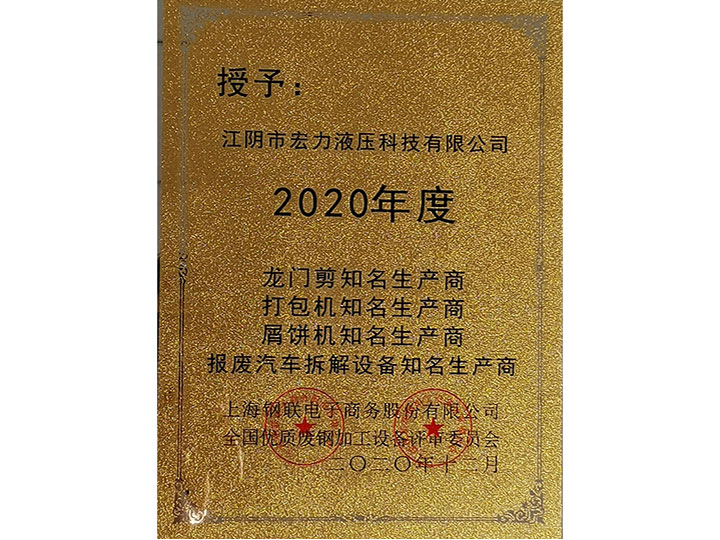 授予：
江阴市宏力液压科技有限公司
2020年度
龙门剪知名生产商
打包机知名生产商
屑饼机知名生产商
报废汽车拆解设备知名生产商
上海钢联电子商务股份有限公司
全国优质废钢加工设备评审委员会
二〇二〇年十二月